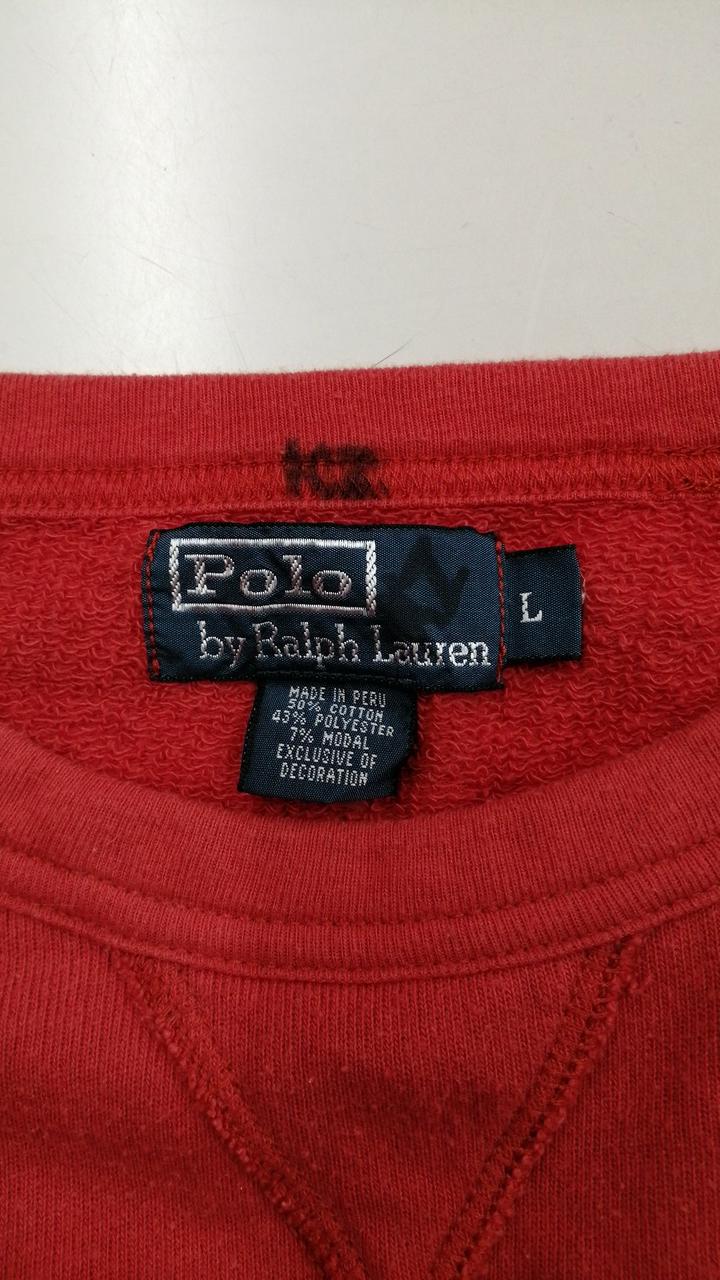 Polo
by Ralph Lauren
L
MADE IN PERU
50% COTTON
43% POLYESTER
7% MODAL
EXCLUSIVE OF
DECORATION